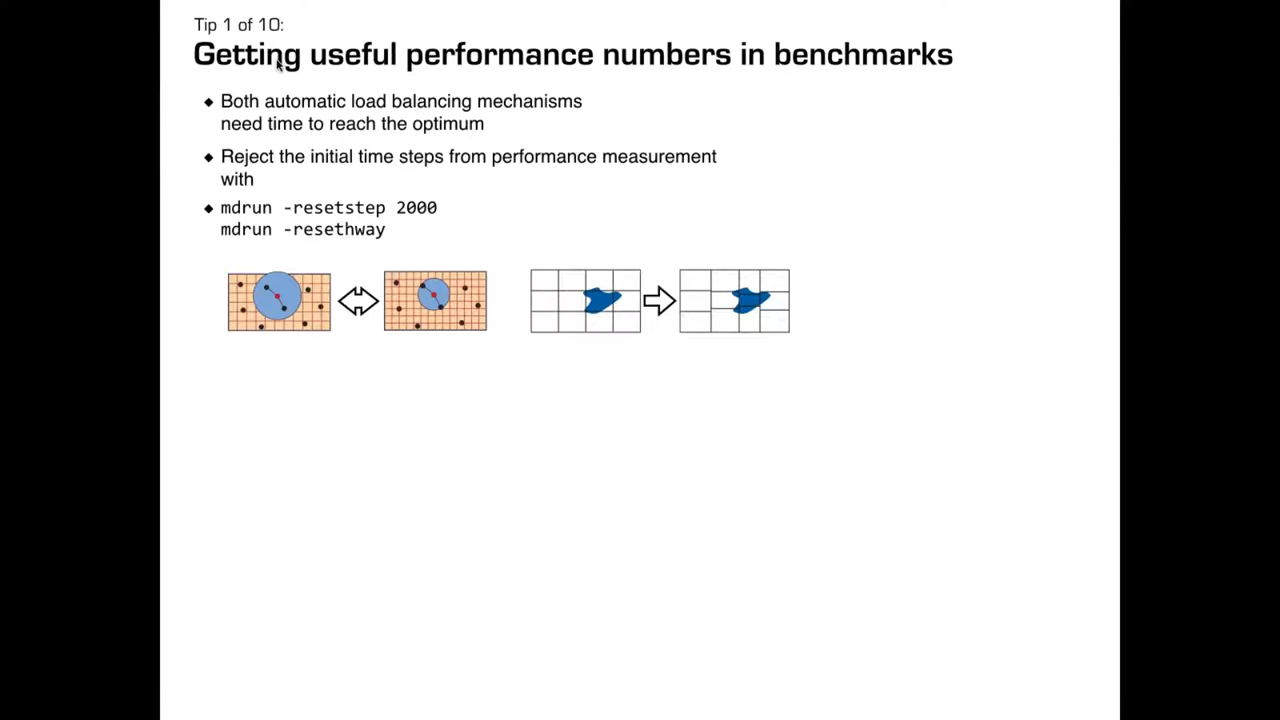 Tip 1 of 10:
Getting useful performance numbers in benchmarks
◆ Both automatic load balancing mechanisms
need time to reach the optimum
◆ Reject the initial time steps from performance measurement
with
◆ mdrun -resetstep 2000
mdrun -resethway